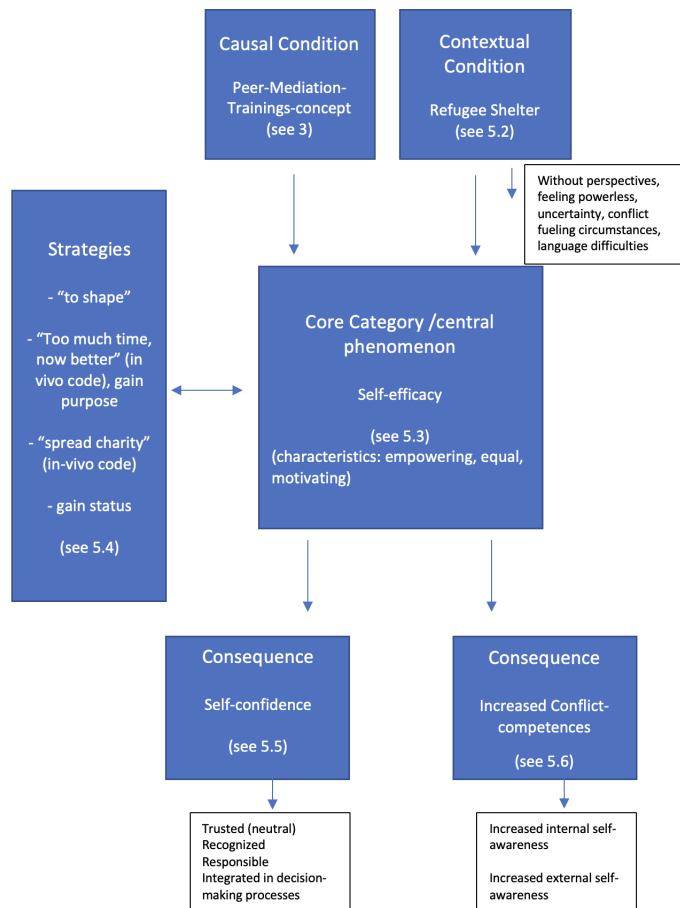 Causal Condition
Peer-Mediation-
Trainings-concept
(see 3)
Contextual
Condition
Refugee Shelter
(see 5.2)
Without perspectives,
feeling powerless,
uncertainty, conflict
fueling circumstances,
language difficulties
Strategies
- “to shape”
- “Too much time,
now better” (in
vivo code), gain
purpose
- “spread charity”
(in-vivo code)
- gain status
(see 5.4)
Core Category /central
phenomenon
Self-efficacy
(see 5.3)
(characteristics: empowering, equal,
motivating)
Consequence
Self-confidence
(see 5.5)
Consequence
Increased Conflict-
competences
(see 5.6)
Trusted (neutral)
Recognized
Responsible
Integrated in decision-
making processes
Increased internal self-
awareness
Increased external self-
awareness